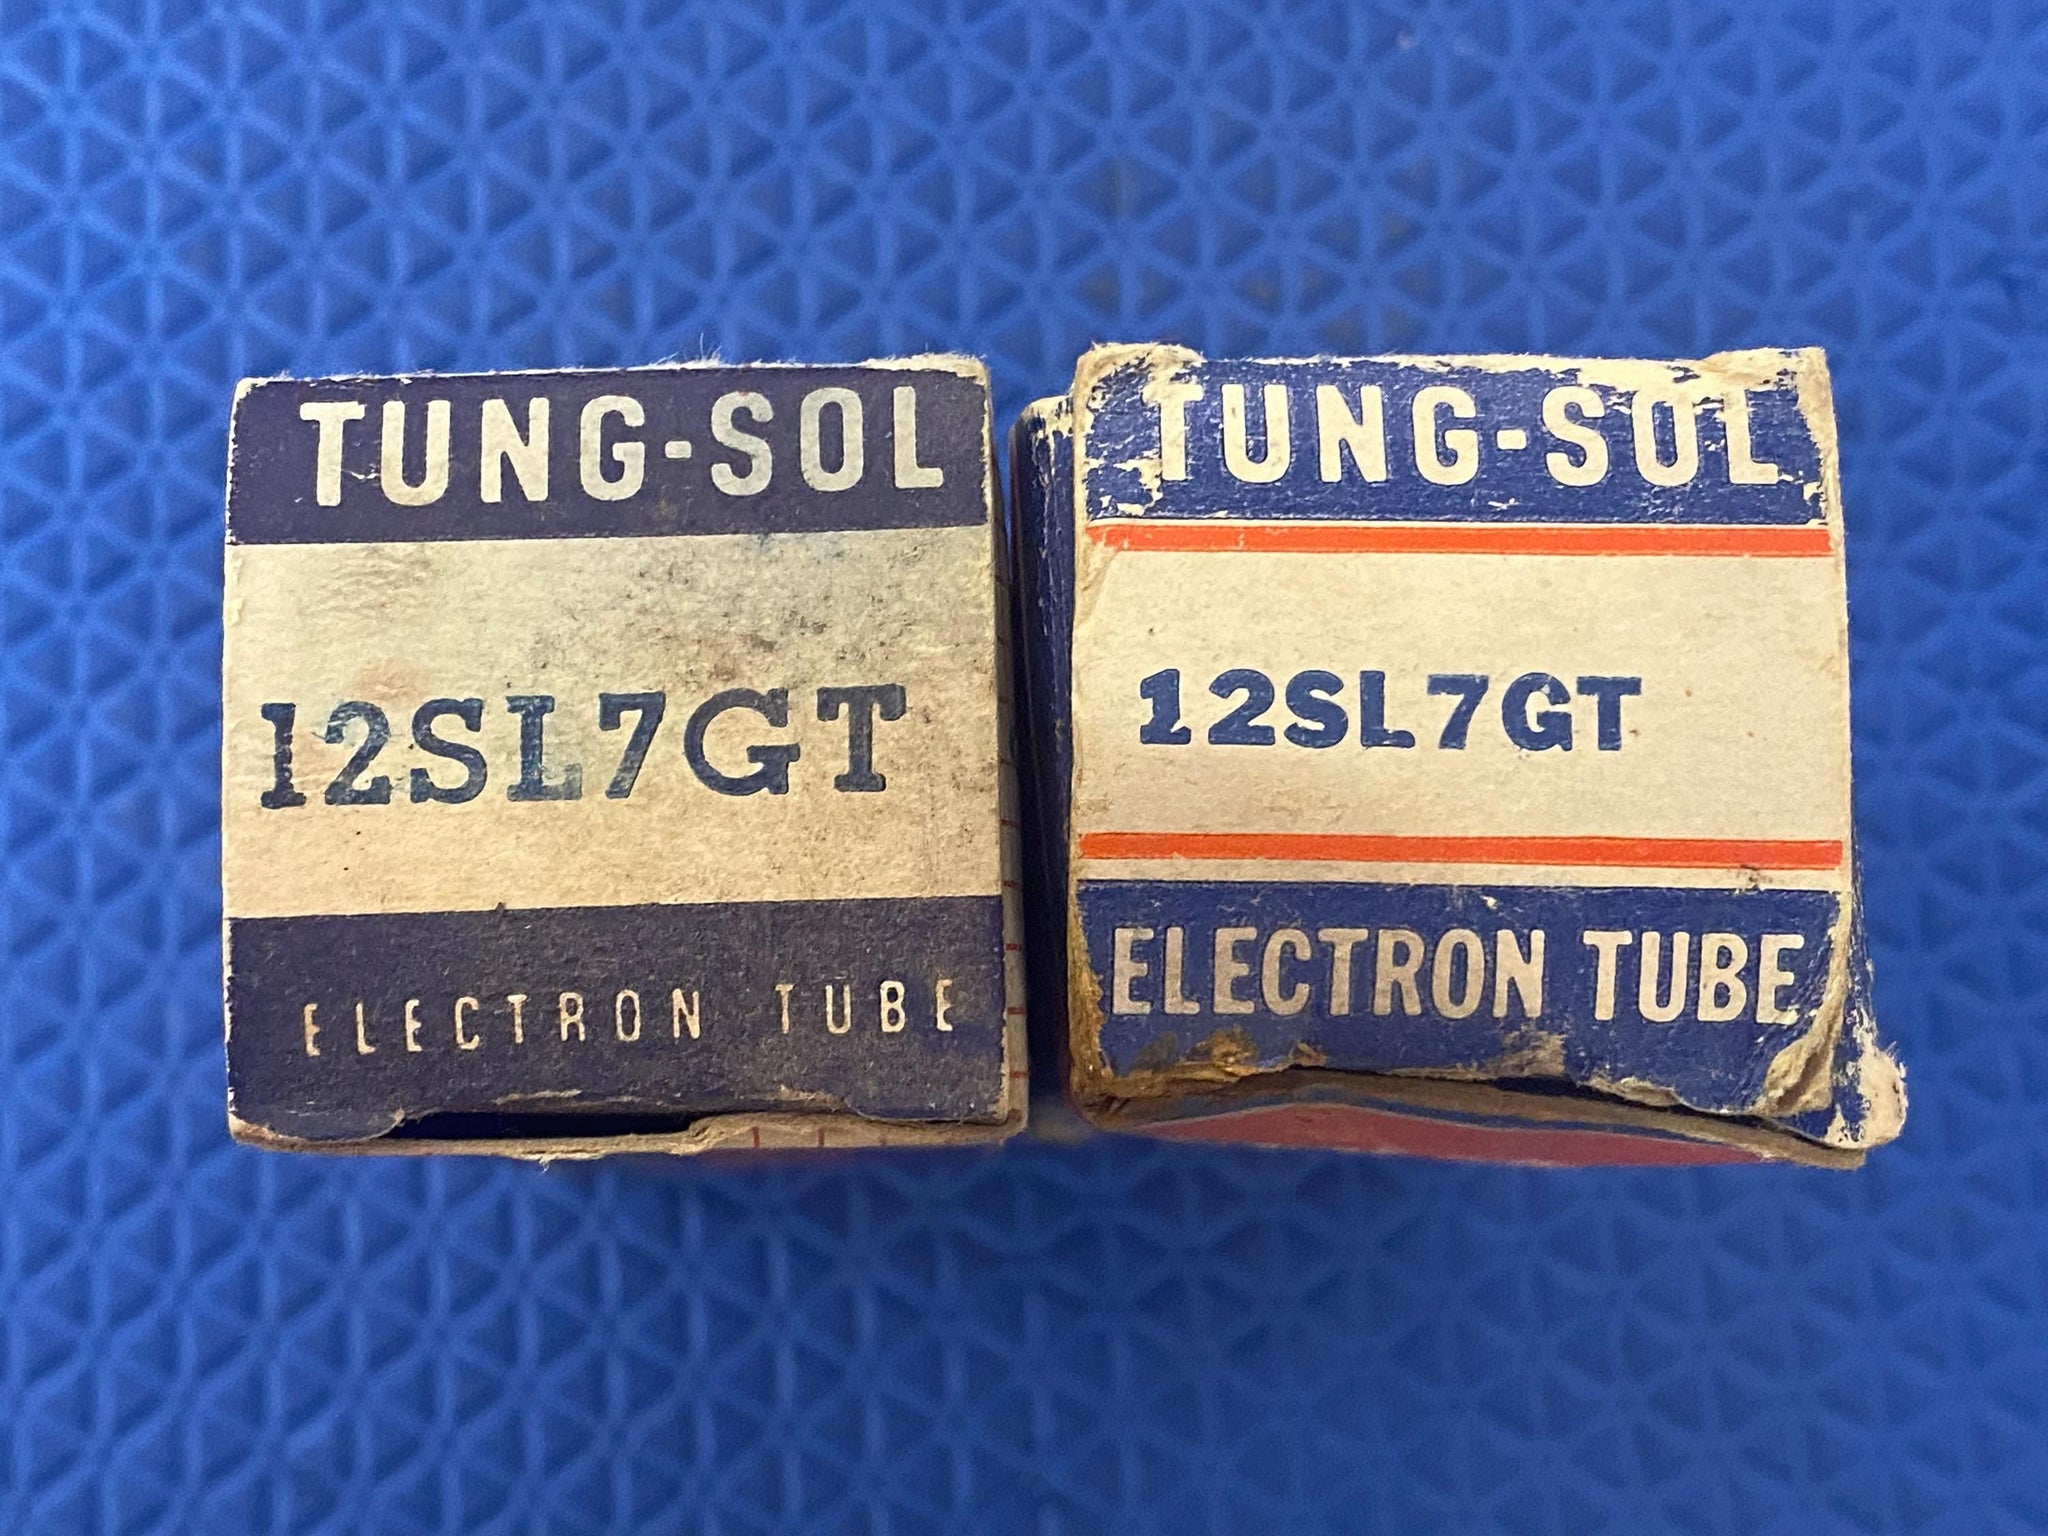 TUNG-SOL
12SL7GT
ELECTRON TUBE
TUNG-SOL
12SL7GT
ELECTRON TUBE